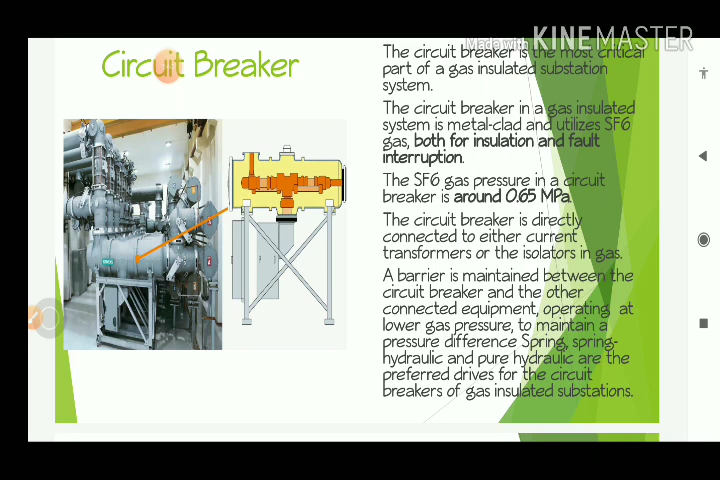 Made with KINEMASTER
Circuit Breaker
The circuit breaker is the most critical
part of a gas insulated substation
system.
The circuit breaker in a gas insulated
system is metal-clad and utilizes SF6
gas, both for insulation and fault
interruption.
The SF6 gas pressure in a circuit
breaker is around 0.65 MPa.
The circuit breaker is directly
connected to either current
transformers or the isolators in gas.
A barrier is maintained between the
circuit breaker and the other
connected equipment, operating at
lower gas pressure, to maintain a
pressure difference Spring, spring-
hydraulic and pure hydraulic are the
preferred drives for the circuit
breakers of gas insulated substations.
SIEMENS